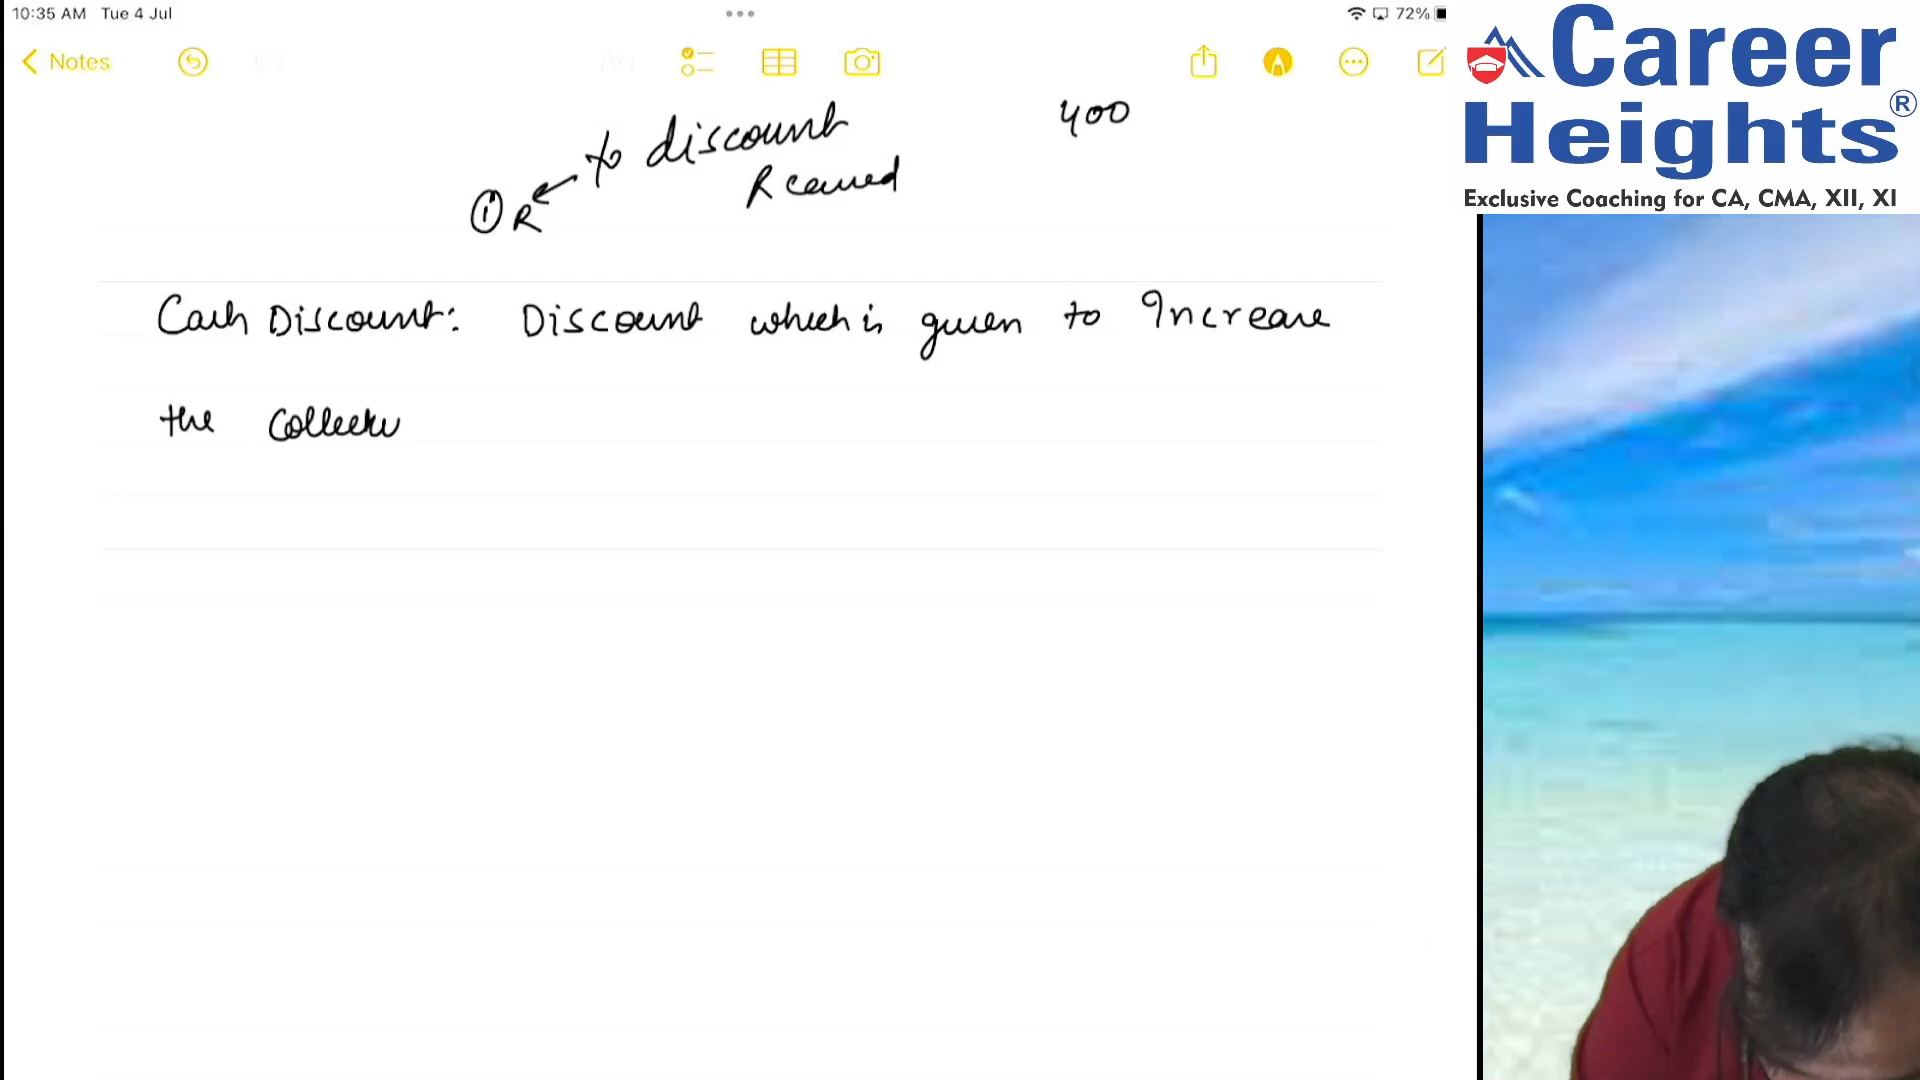 10:35 AM Tue 4 Jul
72%
Notes
Career
Heights®
Exclusive Coaching for CA, CMA, XII, XI
to discount 400
Received
① R
Cash Discount: Discount which is given to Increase
the